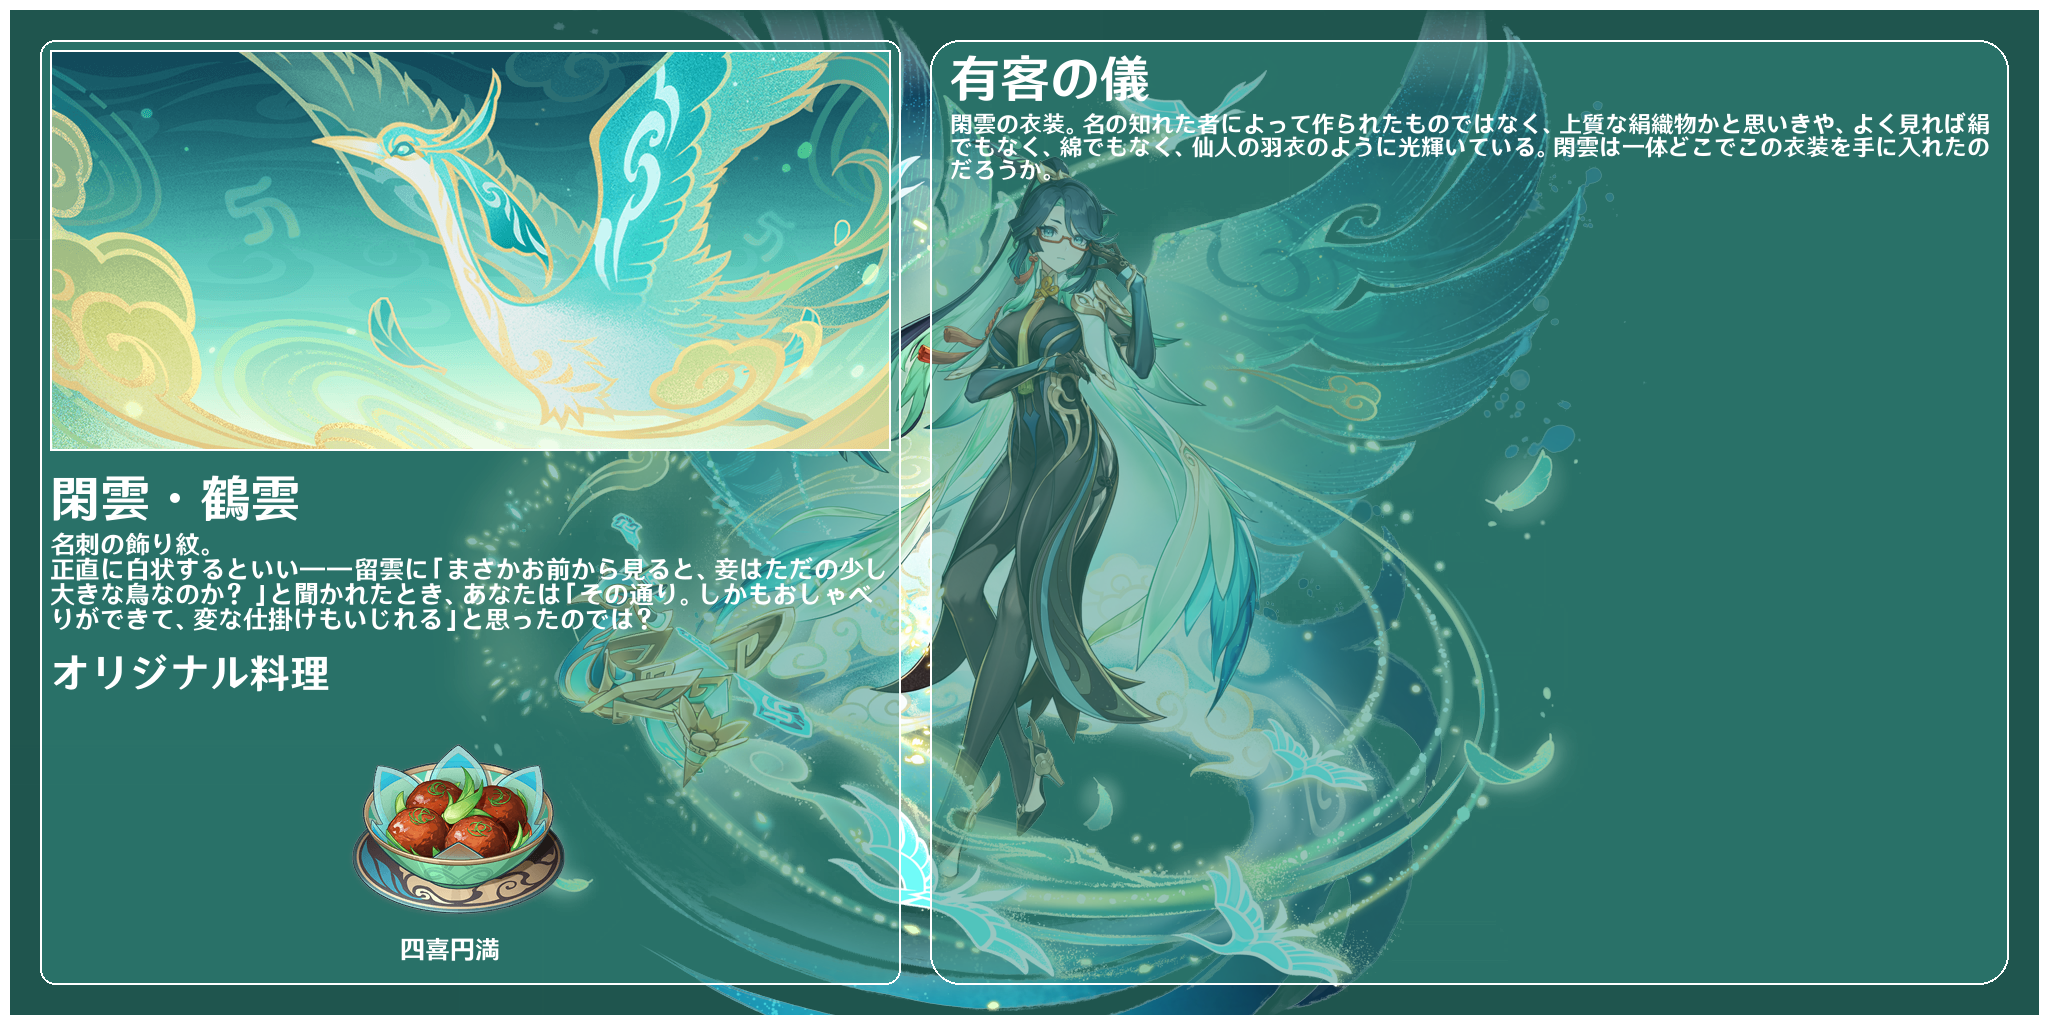 閑雲・鶴雲
名刺の飾り紋。
正直に白状するといい——留雲に「まさかお前から見ると、妾はただの少し
大きな鳥なのか？」と聞かれたとき、あなたは「その通り。しかもおしゃべ
りができて、変な仕掛けもいじれる」と思ったのでは？
オリジナル料理
四喜円満
有客の儀
閑雲の衣装。名の知れた者によって作られたものではなく、上質な絹織物かと思いきや、よく見れば絹
でもなく、綿でもなく、仙人の羽衣のように光輝いている。閑雲は一体どこでこの衣装を手に入れたの
だろうか。